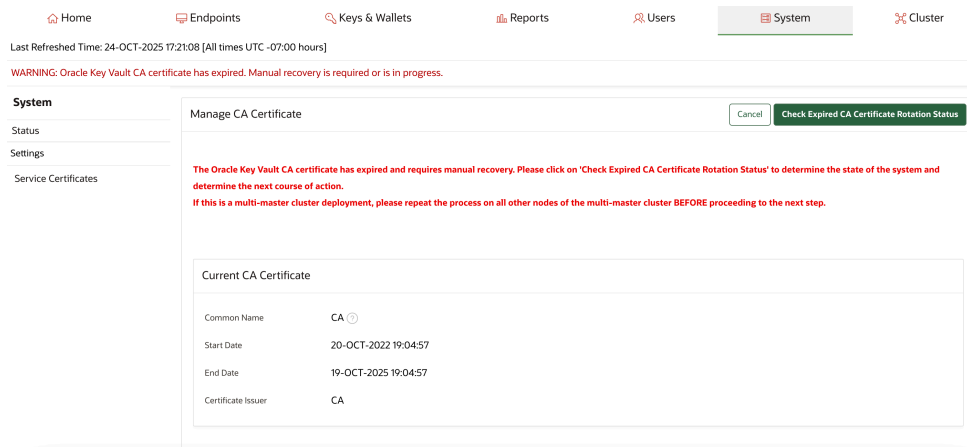 Home Endpoints Keys & Wallets Reports Users System Cluster
Last Refreshed Time: 24-OCT-2025 17:21:08 [All times UTC -07:00 hours]
WARNING: Oracle Key Vault CA certificate has expired. Manual recovery is required or is in progress.
System
Status
Settings
Service Certificates
Manage CA Certificate
Cancel
Check Expired CA Certificate Rotation Status
The Oracle Key Vault CA certificate has expired and requires manual recovery. Please click on 'Check Expired CA Certificate Rotation Status' to determine the state of the system and
determine the next course of action.
If this is a multi-master cluster deployment, please repeat the process on all other nodes of the multi-master cluster BEFORE proceeding to the next step.
Current CA Certificate
Common Name CA ?
Start Date 20-OCT-2022 19:04:57
End Date 19-OCT-2025 19:04:57
Certificate Issuer CA